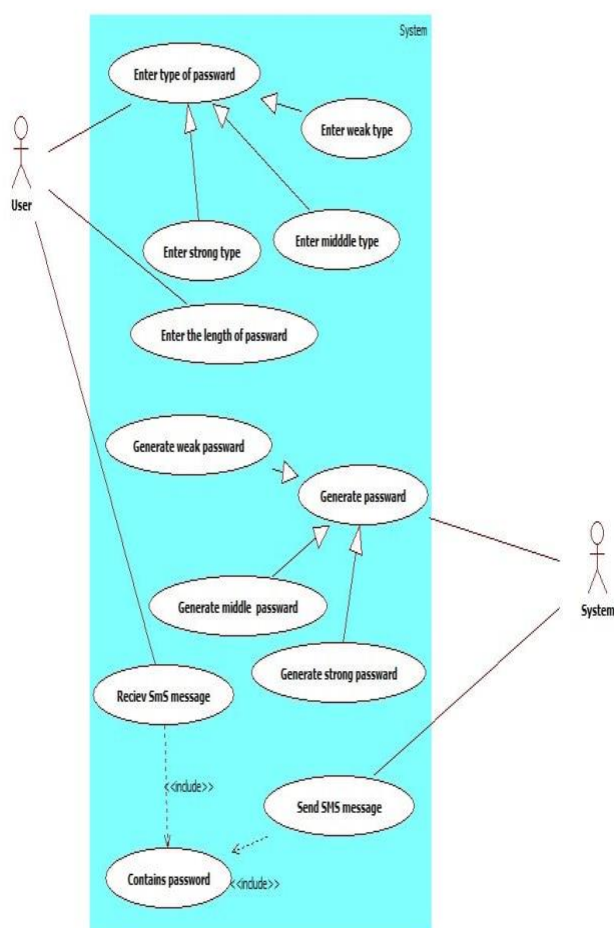 System
Enter type of passward
Enter weak type
User
Enter strong type
Enter midddle type
Enter the length of passward
Generate weak passward
Generate passward
System
Generate middle  passward
Generate strong passward
Reciev SmS message
<<include>>
Send SMS message
Contains passward
<<include>>